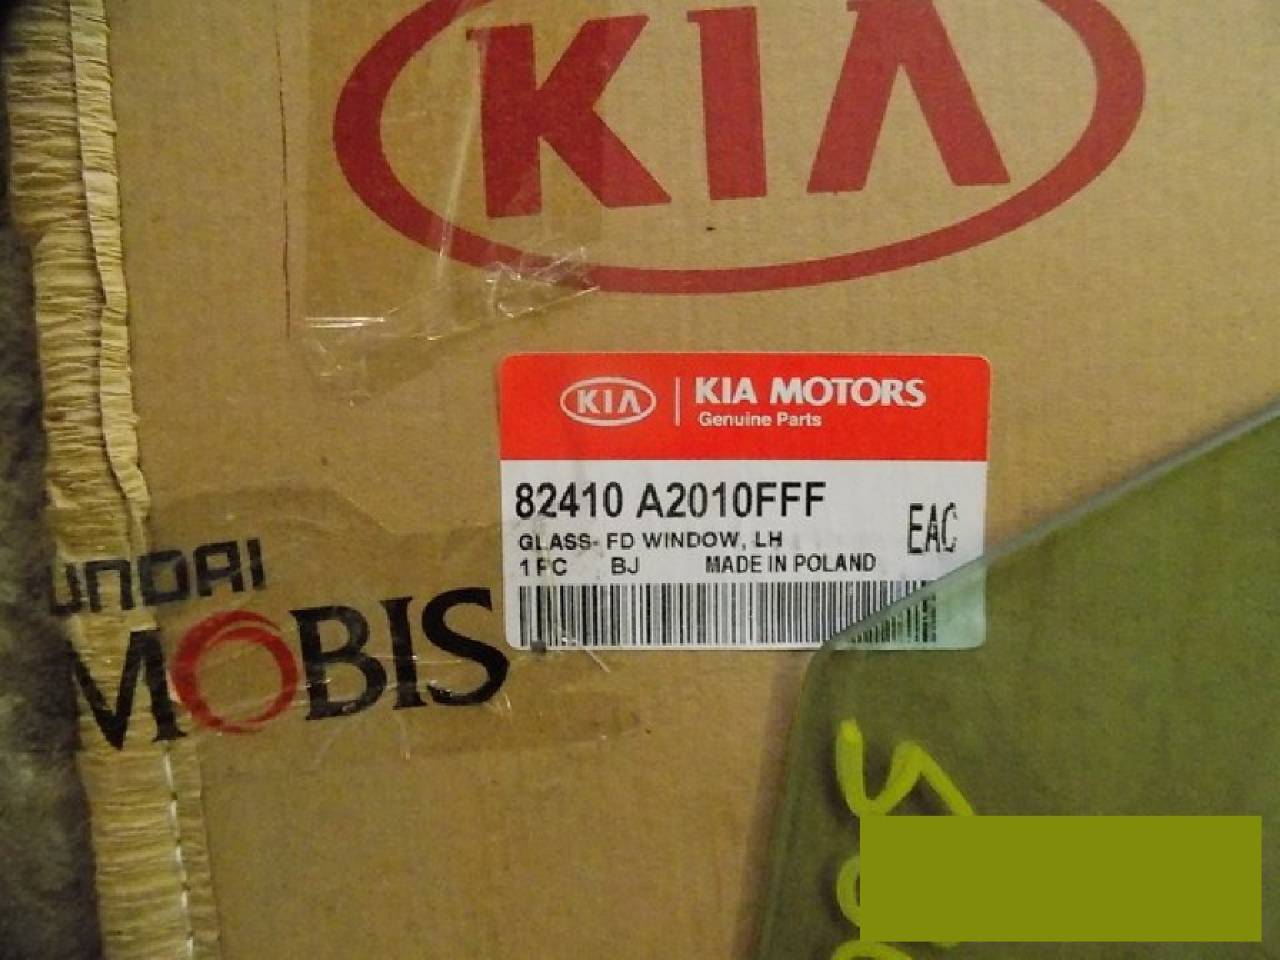 KIA
KIA KIA MOTORS
Genuine Parts
82410 A2010FFF
EAC
GLASS- FD WINDOW, LH
1 PC BJ MADE IN POLAND
UNDAI
MOBIS